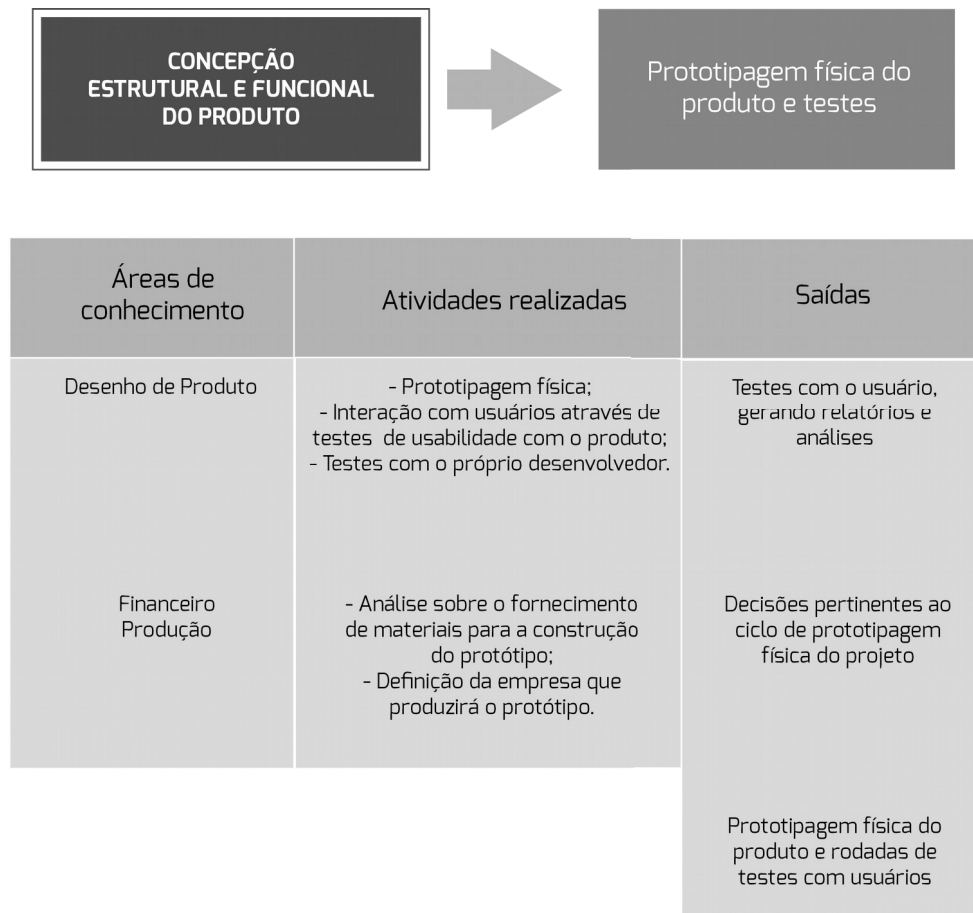 CONCEPÇÃO
ESTRUTURAL E FUNCIONAL
DO PRODUTO
Prototipagem física do
produto e testes
Áreas de
conhecimento
Atividades realizadas
Saídas
Desenho de Produto
- Prototipagem física;
- Interação com usuários através de
testes de usabilidade com o produto;
- Testes com o próprio desenvolvedor.
Testes com o usuário,
gerando relatórios e
análises
Financeiro
Produção
- Análise sobre o fornecimento
de materiais para a construção
do protótipo;
- Definição da empresa que
produzirá o protótipo.
Decisões pertinentes ao
ciclo de prototipagem
física do projeto
Prototipagem física do
produto e rodadas de
testes com usuários